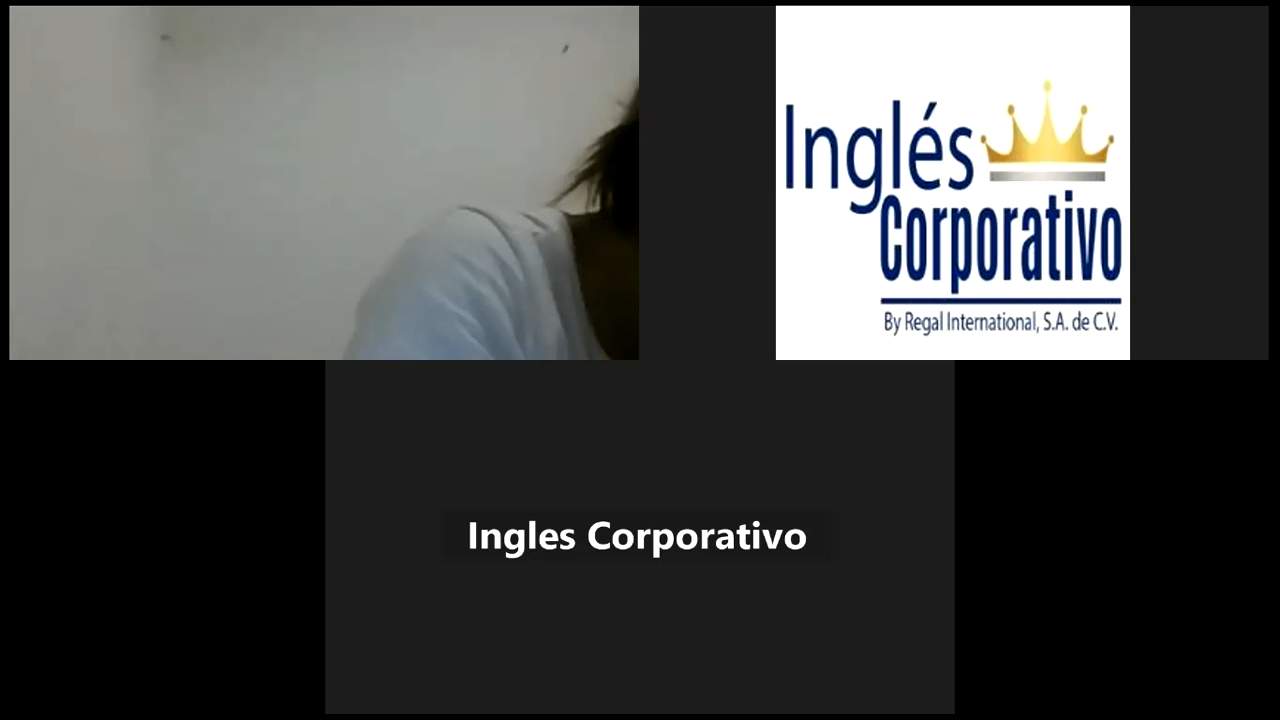 Inglés
Corporativo
By Regal International, S.A. de C.V.
Ingles Corporativo